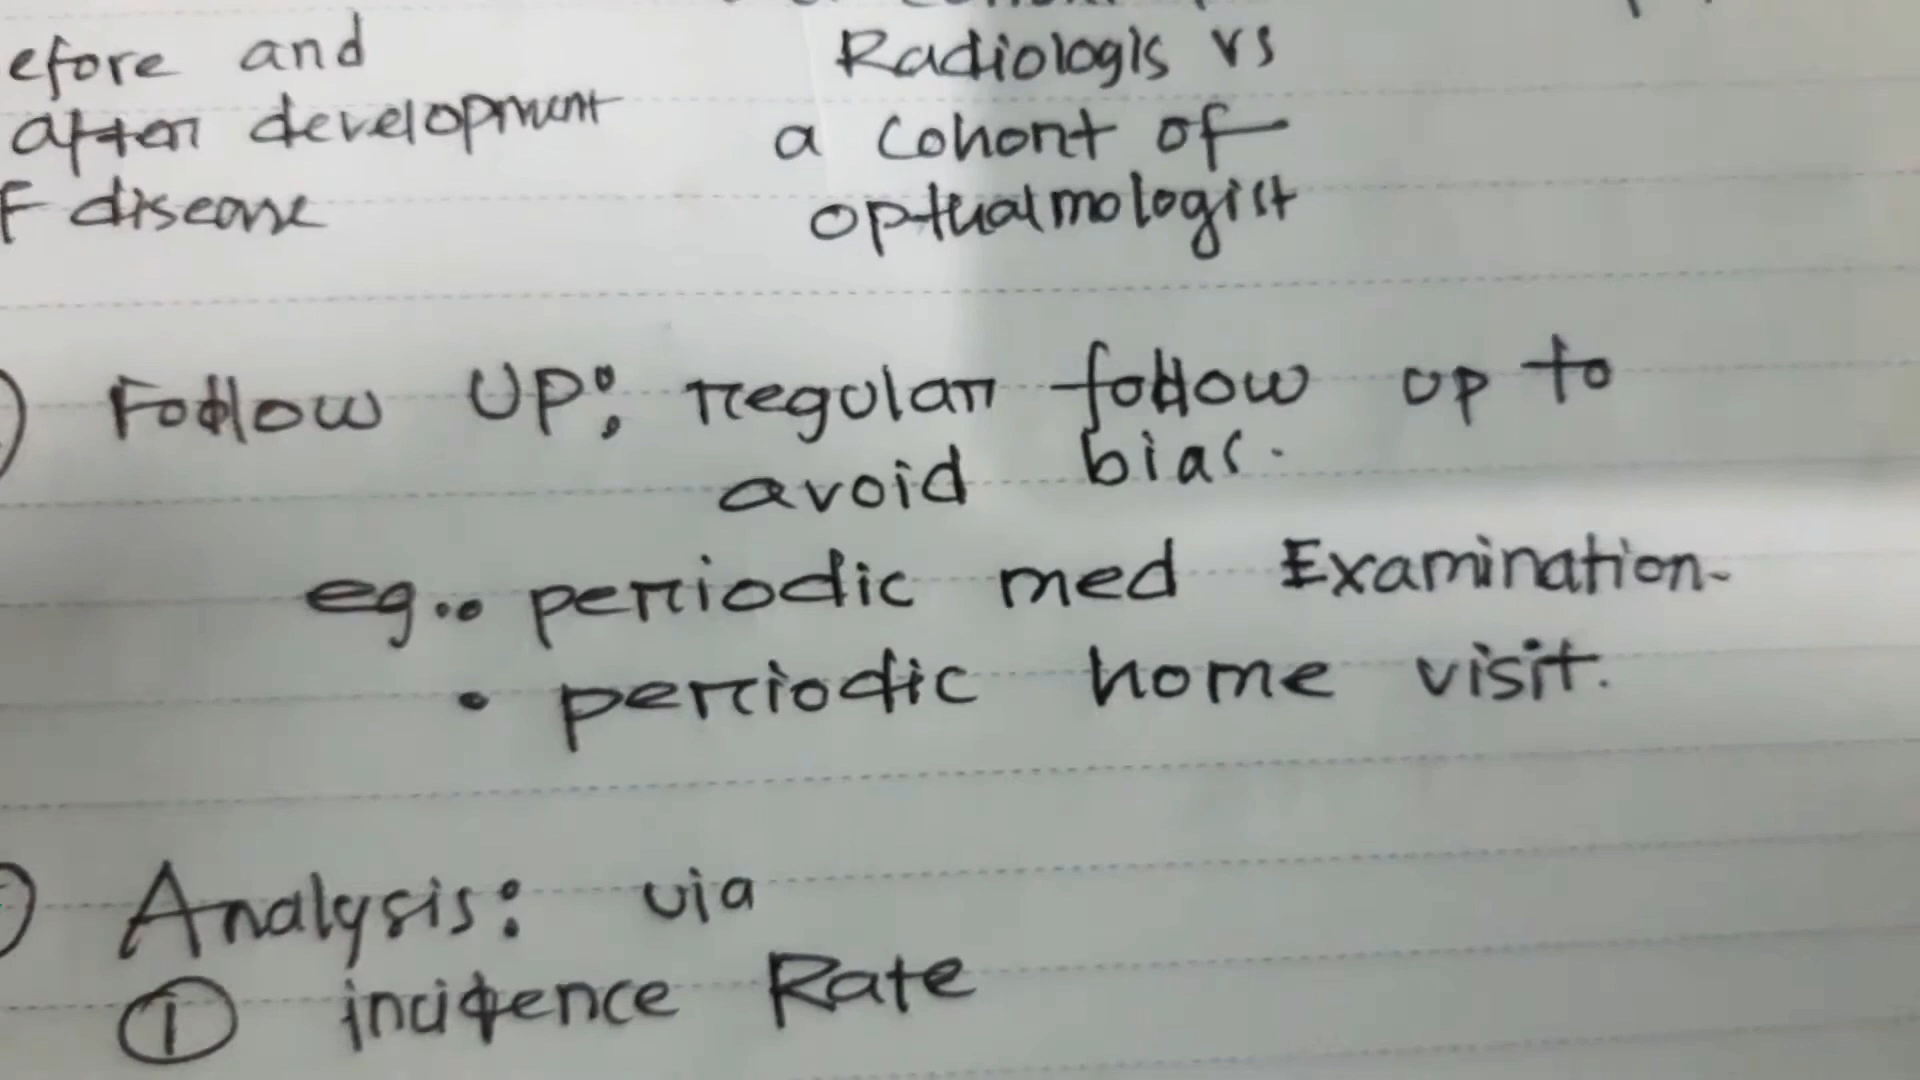 efore and
after development
F disease
Radiologis vs
a cohort of
opthalmologist
Follow UP: regular follow up to
avoid bias.
eg.. periodic med Examination.
• periodic home visit.
Analysis: via
① incidence Rate